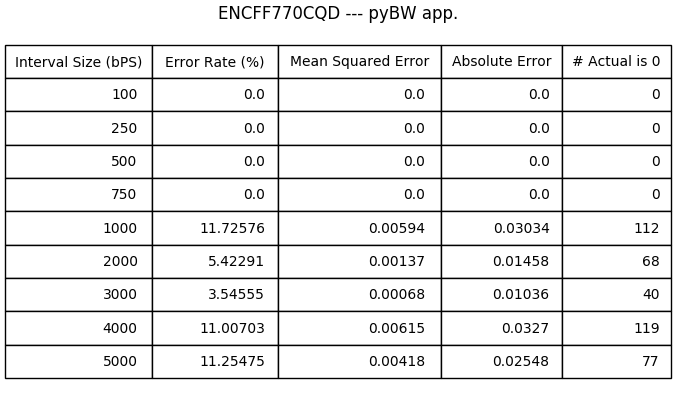 ENCFF770CQD --- pyBW app.
Interval Size (bPS) Error Rate (%) Mean Squared Error Absolute Error # Actual is 0
100 0.0 0.0 0.0 0
250 0.0 0.0 0.0 0
500 0.0 0.0 0.0 0
750 0.0 0.0 0.0 0
1000 11.72576 0.00594 0.03034 112
2000 5.42291 0.00137 0.01458 68
3000 3.54555 0.00068 0.01036 40
4000 11.00703 0.00615 0.0327 119
5000 11.25475 0.00418 0.02548 77